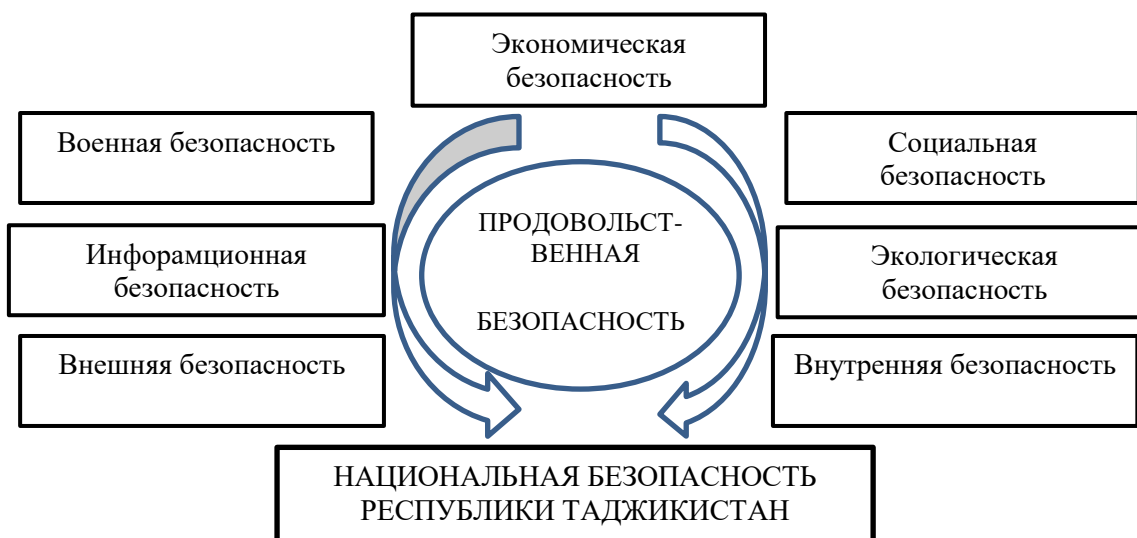 Экономическая
безопасность
Военная безопасность
Социальная
безопасность
Инфорамционная
безопасность
ПРОДОВОЛЬСТ-
ВЕННАЯ
БЕЗОПАСНОСТЬ
Экологическая
безопасность
Внешняя безопасность
Внутренняя безопасность
НАЦИОНАЛЬНАЯ БЕЗОПАСНОСТЬ
РЕСПУБЛИКИ ТАДЖИКИСТАН